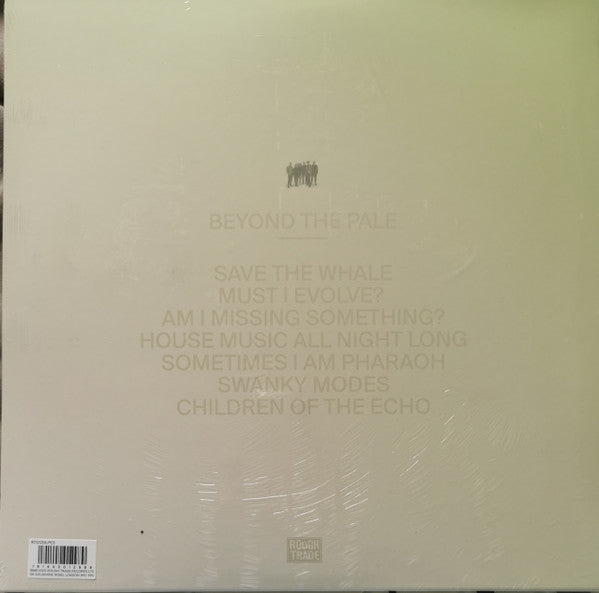 BEYOND THE PALE
SAVE THE WHALE
MUST I EVOLVE?
AM I MISSING SOMETHING?
HOUSE MUSIC ALL NIGHT LONG
SOMETIMES I AM PHARAOH
SWANKY MODES
CHILDREN OF THE ECHO
ROUGH
TRADE